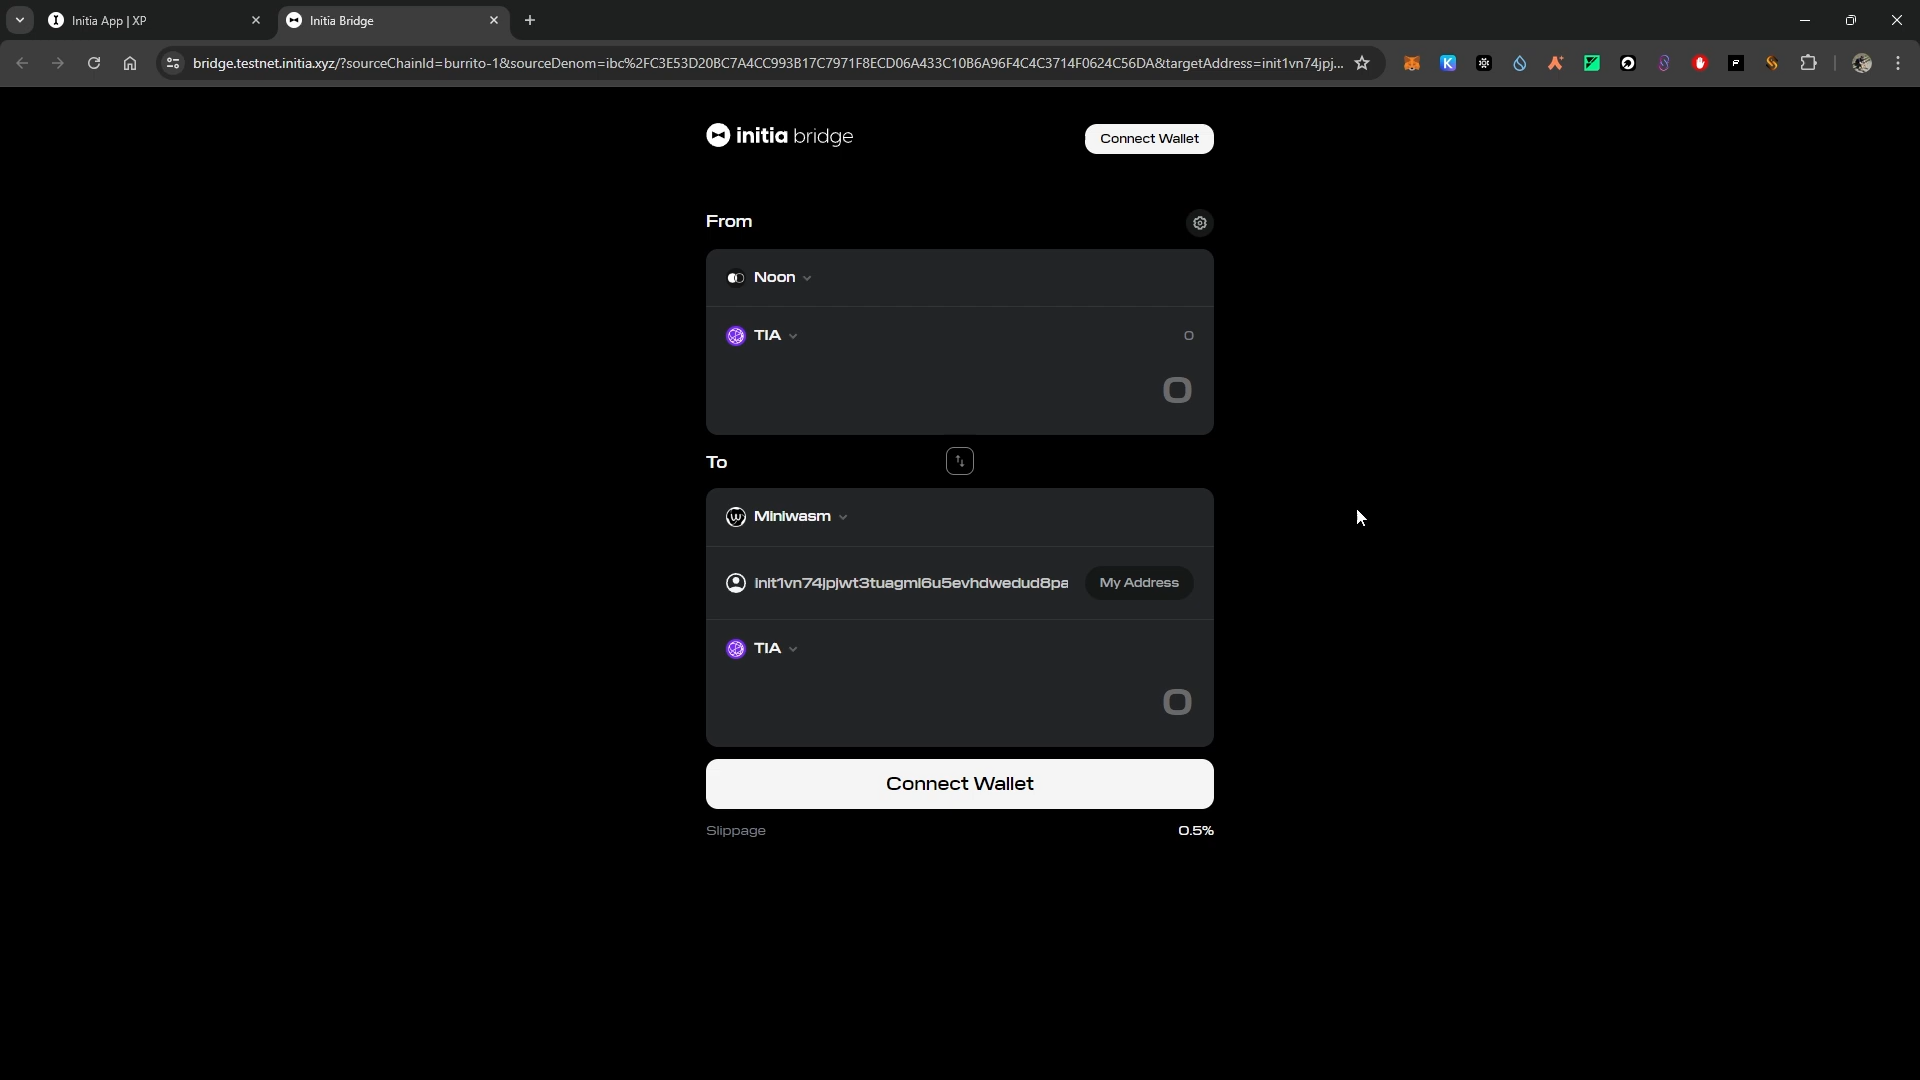 Initia App | XP
Initia Bridge
bridge.testnet.initia.xyz/?sourceChainId=burrito-1&sourceDenom=ibc%2FC3E53D20BC7A4CC993B17C7971F8ECD06A433C10B6A96F4C4C3714F0624C56DA&targetAddress=init1vn74jpj...
initia bridge
Connect Wallet
From
Noon
TIA
0
0
To
Miniwasm
init1vn74jpjwt3tuagml6u5evhdwedud8pa
My Address
TIA
0
Connect Wallet
Slippage
0.5%